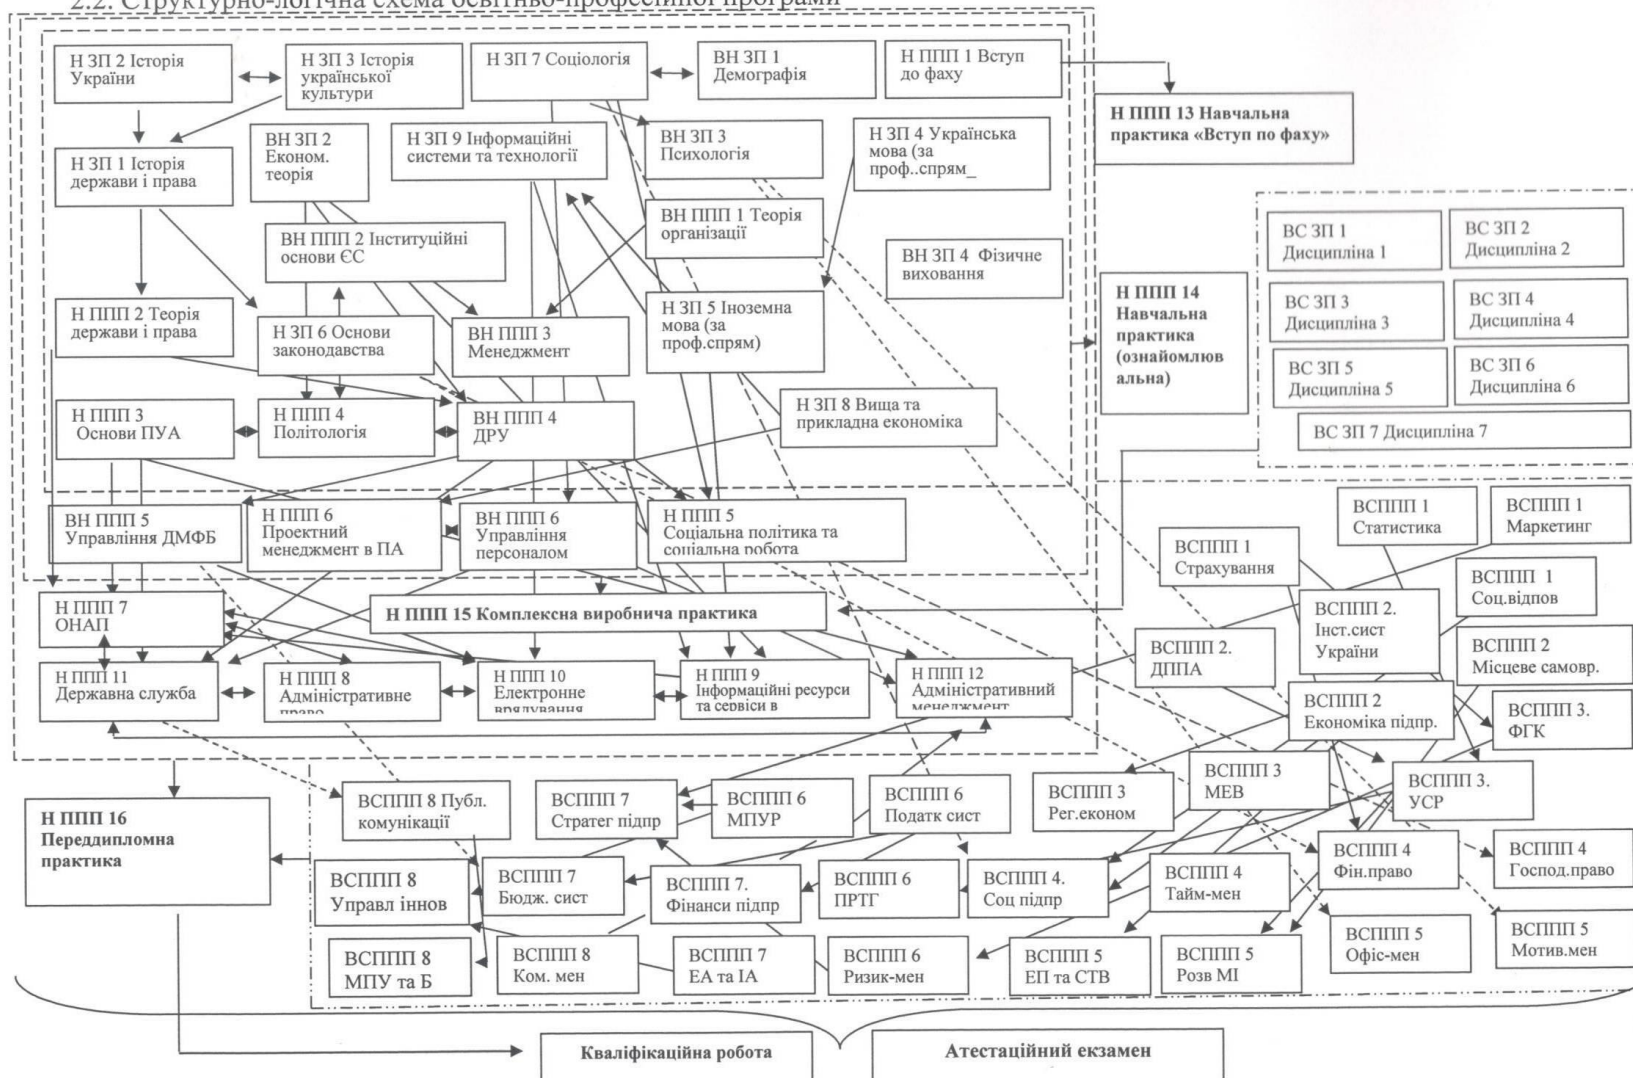 2.2. Структурно-логічна схема освітньо-професійної програми
Н ЗП 2 Історія
України
Н ЗП 3 Історія
української
культури
Н ЗП 7 Соціологія
ВН ЗП 1
Демографія
Н ППП 1 Вступ
до фаху
Н ППП 13 Навчальна
практика «Вступ по фаху»
Н ЗП 1 Історія
держави і права
ВН ЗП 2
Економ.
теорія
Н ЗП 9 Інформаційні
системи та технології
ВН ЗП 3
Психологія
Н ЗП 4 Українська
мова (за
проф..спрям_
ВН ППП 2 Інституційні
основи ЄС
ВН ППП 1 Теорія
організації
ВН ЗП 4 Фізичне
виховання
ВС ЗП 1
Дисципліна 1
ВС ЗП 2
Дисципліна 2
Н ППП 2 Теорія
держави і права
Н ЗП 6 Основи
законодавства
ВН ППП 3
Менеджмент
Н ЗП 5 Іноземна
мова (за
проф.спрям)
Н ППП 14
Навчальна
практика
(ознайомлюв
альна)
ВС ЗП 3
Дисципліна 3
ВС ЗП 4
Дисципліна 4
ВС ЗП 5
Дисципліна 5
ВС ЗП 6
Дисципліна 6
ВС ЗП 7 Дисципліна 7
Н ППП 3
Основи ПУА
Н ППП 4
Політологія
ВН ППП 4
ДРУ
Н ЗП 8 Вища та
прикладна економіка
ВН ППП 5
Управління ДМФБ
Н ППП 6
Проектний
менеджмент в ПА
ВН ППП 6
Управління
персоналом
Н ППП 5
Соціальна політика та
соціальна робота
ВСППП 1
Статистика
ВСППП 1
Маркетинг
ВСППП 1
Страхування
ВСППП 1
Соц.відпов
Н ППП 7
ОНАП
Н ППП 15 Комплексна виробнича практика
ВСППП 2.
ДППА
ВСППП 2.
Інст.сист
України
ВСППП 2
Місцеве самовр.
Н ППП 11
Державна служба
Н ППП 8
Адміністративне
право
Н ППП 10
Електронне
врядування
Н ППП 9
Інформаційні ресурси
та сервіси в
Н ППП 12
Адміністративний
менеджмент
ВСППП 2
Економіка підпр.
ВСППП 3.
ФГК
Н ППП 16
Переддипломна
практика
ВСППП 8 Публ.
комунікації
ВСППП 7
Стратег підпр
ВСППП 6
МПУР
ВСППП 6
Податк сист
ВСППП 3
Рег.економ
ВСППП 3
МЕВ
ВСППП 3.
УСР
ВСППП 8
Управл іннов
ВСППП 7
Бюдж. сист
ВСППП 7.
Фінанси підпр
ВСППП 6
ПРТГ
ВСППП 4.
Соц підпр
ВСППП 4
Тайм-мен
ВСППП 4
Фін.право
ВСППП 4
Господ.право
ВСППП 8
МПУ та Б
ВСППП 8
Ком. мен
ВСППП 7
ЕА та ІА
ВСППП 6
Ризик-мен
ВСППП 5
ЕП та СТВ
ВСППП 5
Розв МІ
ВСППП 5
Офіс-мен
ВСППП 5
Мотив.мен
Кваліфікаційна робота
Атестаційний екзамен